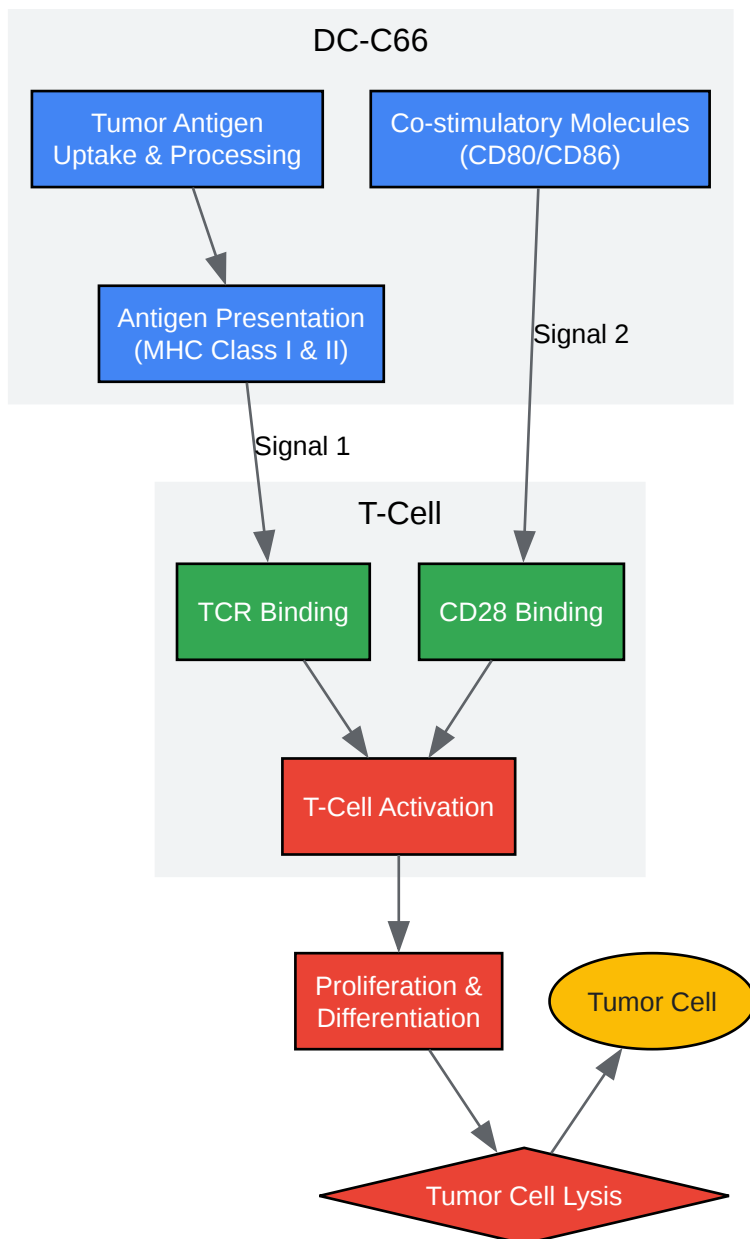 DC-C66
Tumor Antigen
Uptake & Processing
Co-stimulatory Molecules
(CD80/CD86)
Antigen Presentation
(MHC Class I & II)
Signal 2
Signal 1
T-Cell
TCR Binding
CD28 Binding
T-Cell Activation
Proliferation &
Differentiation
Tumor Cell
Tumor Cell Lysis